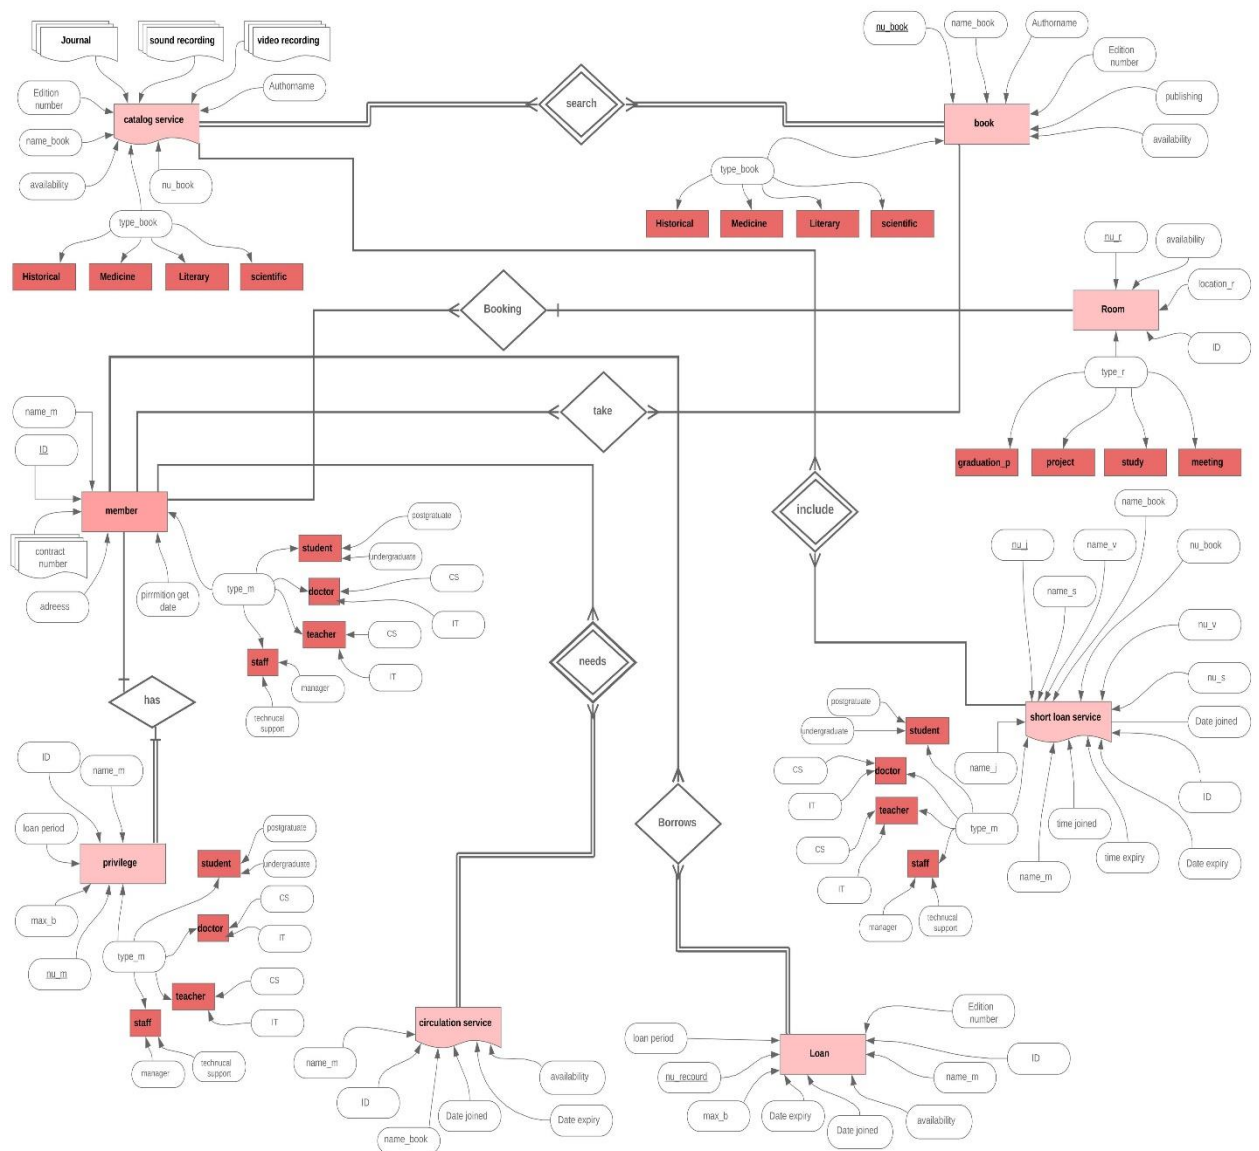 Journal
sound recording
video recording
Edition
number
Authorname
catalog service
name_book
availability
nu_book
type_book
Historical
Medicine
Literary
scientific
search
nu_book
name_book
Authorname
Edition
number
publishing
availability
book
type_book
Historical
Medicine
Literary
scientific
nu_r
availability
location_r
ID
Room
type_r
graduation_p
project
study
meeting
Booking
take
include
needs
Borrows
has
name_m
ID
member
contract
number
adreess
pirrmition get
date
type_m
student
postgratuate
undergraduate
doctor
CS
IT
teacher
CS
IT
staff
manager
technucal
support
ID
name_m
loan period
privilege
max_b
nu_m
type_m
student
postgratuate
undergraduate
doctor
CS
IT
teacher
CS
IT
staff
manager
technucal
support
circulation service
name_m
ID
name_book
Date joined
Date expiry
availability
Loan
loan period
nu_recourd
max_b
Date expiry
Date joined
availability
name_m
ID
Edition
number
short loan service
nu_j
name_s
name_v
name_book
nu_book
nu_v
nu_s
Date joined
ID
Date expiry
time expiry
time joined
name_m
name_j
type_m
student
postgratuate
undergraduate
doctor
CS
IT
teacher
CS
IT
staff
manager
technucal
support